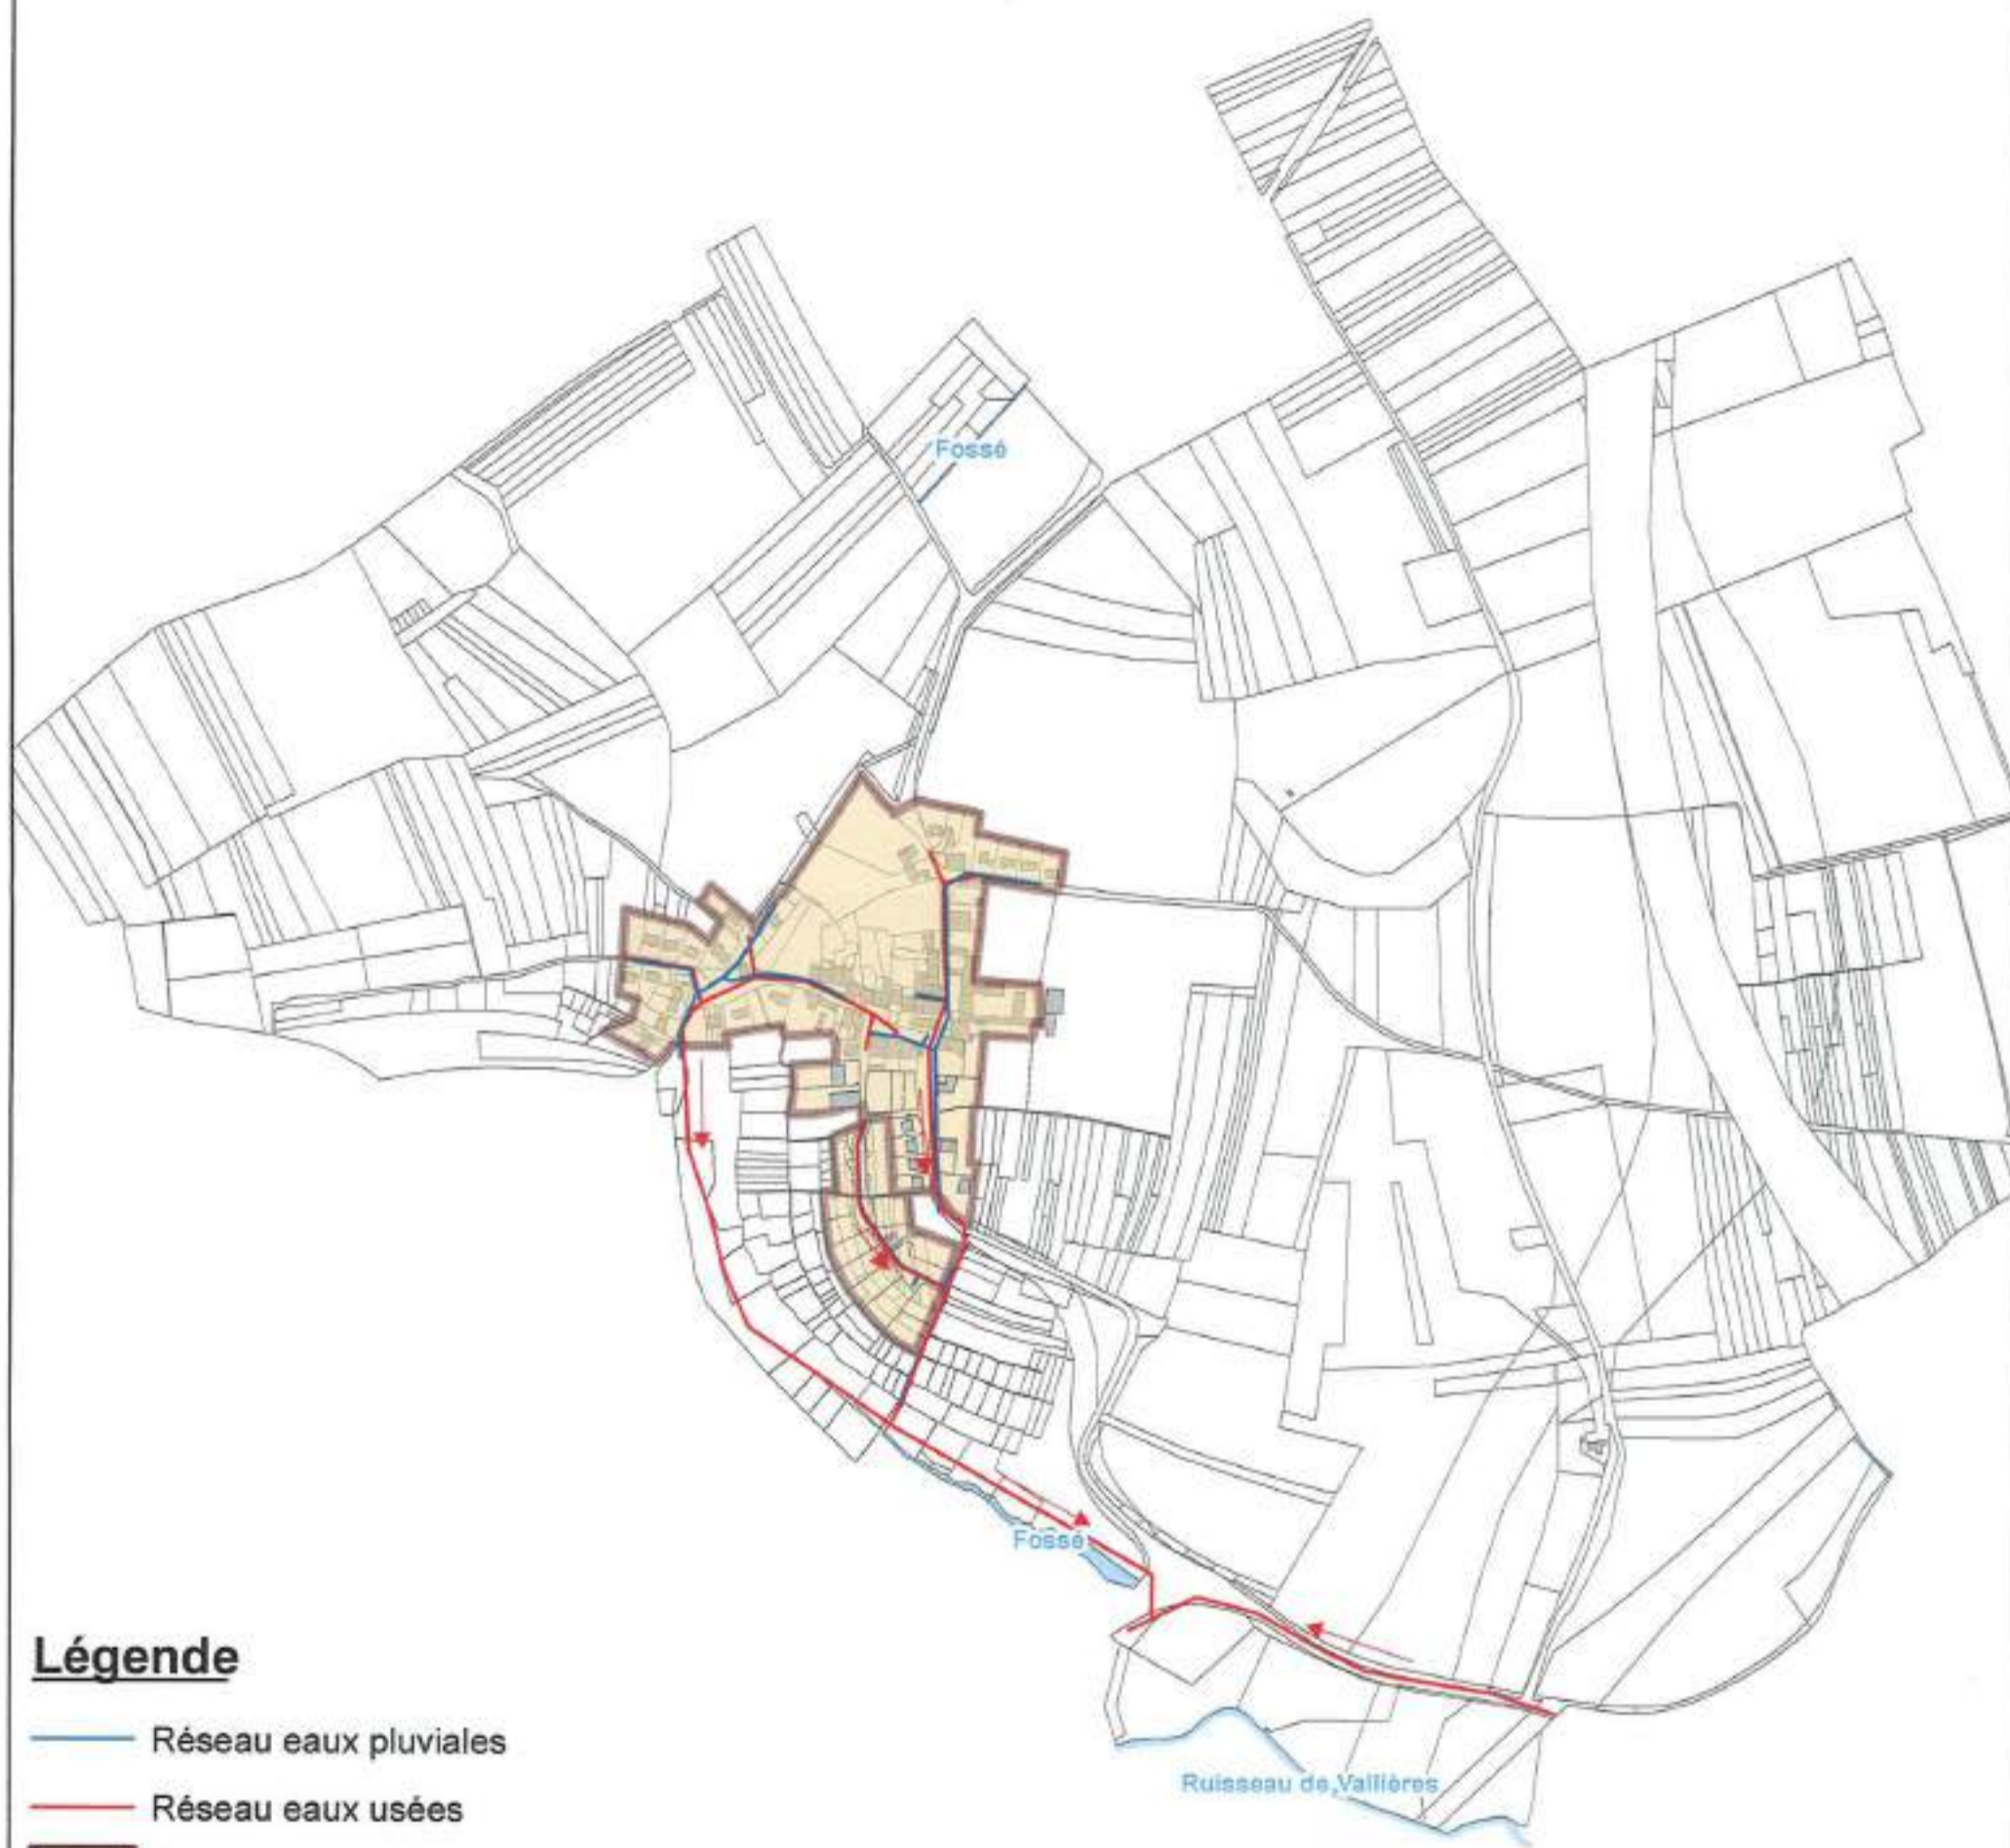 Fossé
Fossé
Ruisseau de Vallières
Légende
Réseau eaux pluviales
Réseau eaux usées